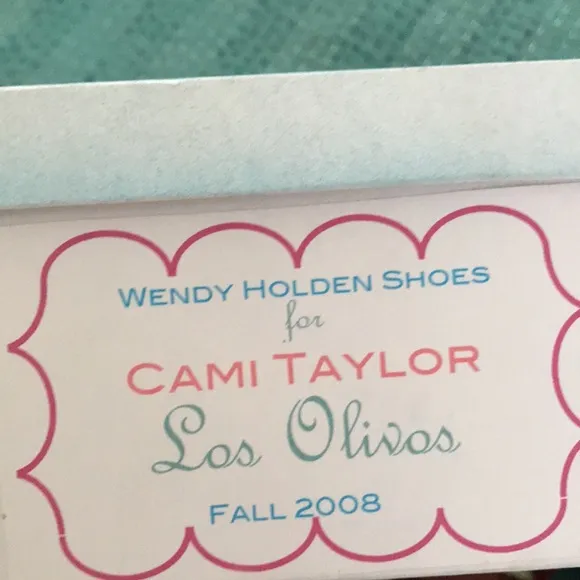 WENDY HOLDEN SHOES
for
CAMI TAYLOR
Los Olivos
FALL 2008